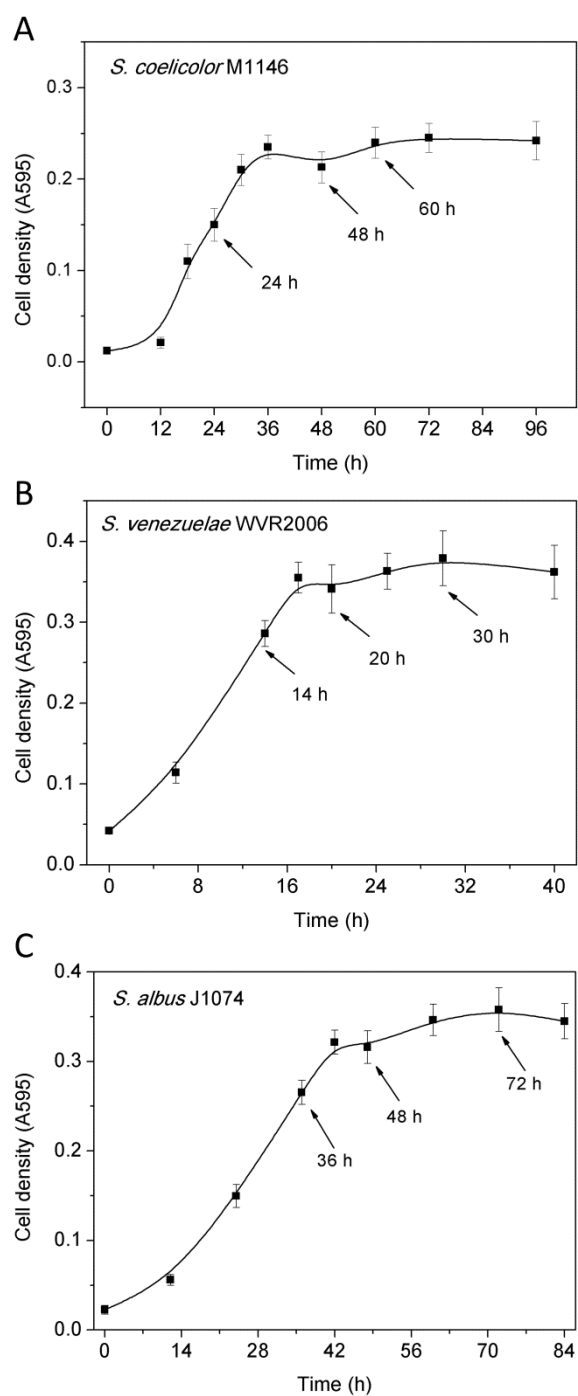 A
S. coelicolor M1146
0.3
0.2
0.1
0.0
Cell density (A595)
24 h
48 h
60 h
0 12 24 36 48 60 72 84 96
Time (h)
B
S. venezuelae WVR2006
0.4
0.3
0.2
0.1
0.0
Cell density (A595)
14 h
20 h
30 h
0 8 16 24 32 40
Time (h)
C
S. albus J1074
0.4
0.3
0.2
0.1
0.0
Cell density (A595)
36 h
48 h
72 h
0 14 28 42 56 70 84
Time (h)